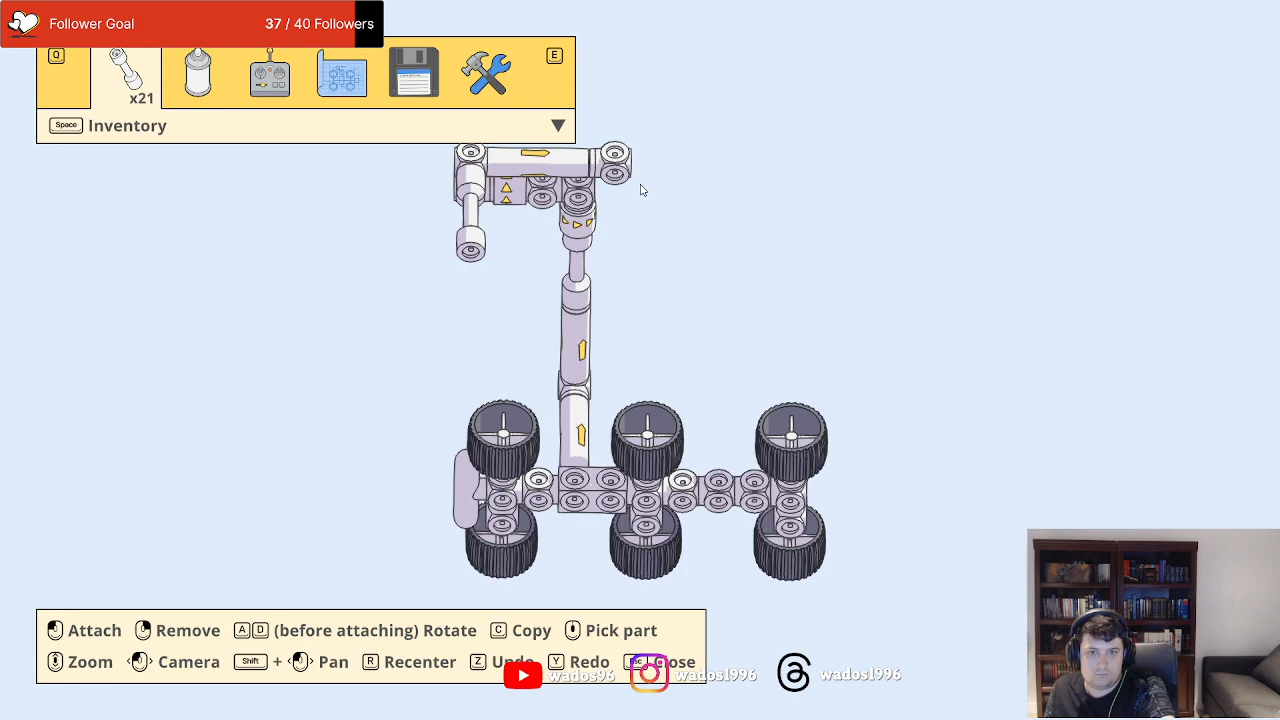 Follower Goal 37 / 40 Followers
Q E
x21
Space Inventory
Attach Remove A D (before attaching) Rotate C Copy Pick part
Zoom Camera Shift + Pan R Recenter Z Undo Y Redo
wados96 wados1996 wados1996